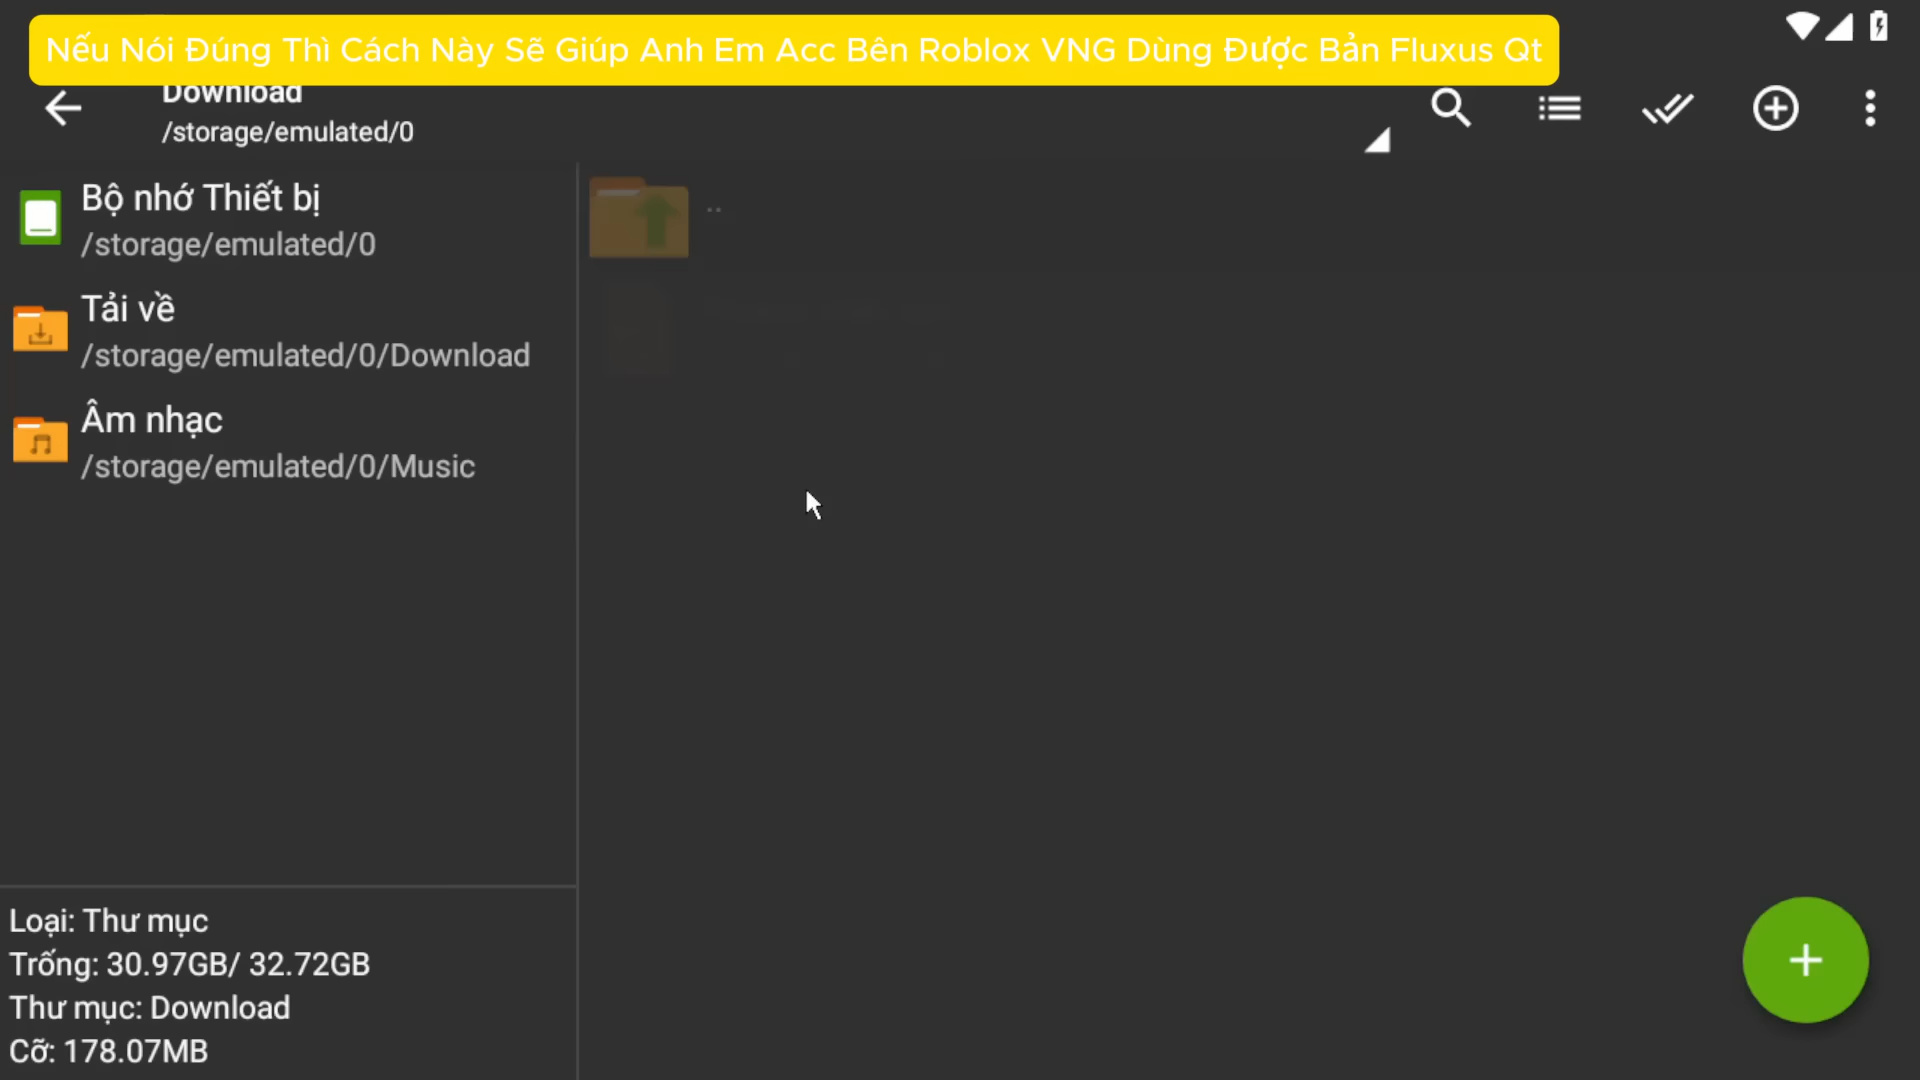 Nếu Nói Đúng Thì Cách Này Sẽ Giúp Anh Em Acc Bên Roblox VNG Dùng Được Bản Fluxus Qt
Download
/storage/emulated/0
Bộ nhớ Thiết bị
/storage/emulated/0
Tải về
/storage/emulated/0/Download
Âm nhạc
/storage/emulated/0/Music
..
Loại: Thư mục
Trống: 30.97GB/ 32.72GB
Thư mục: Download
Cỡ: 178.07MB